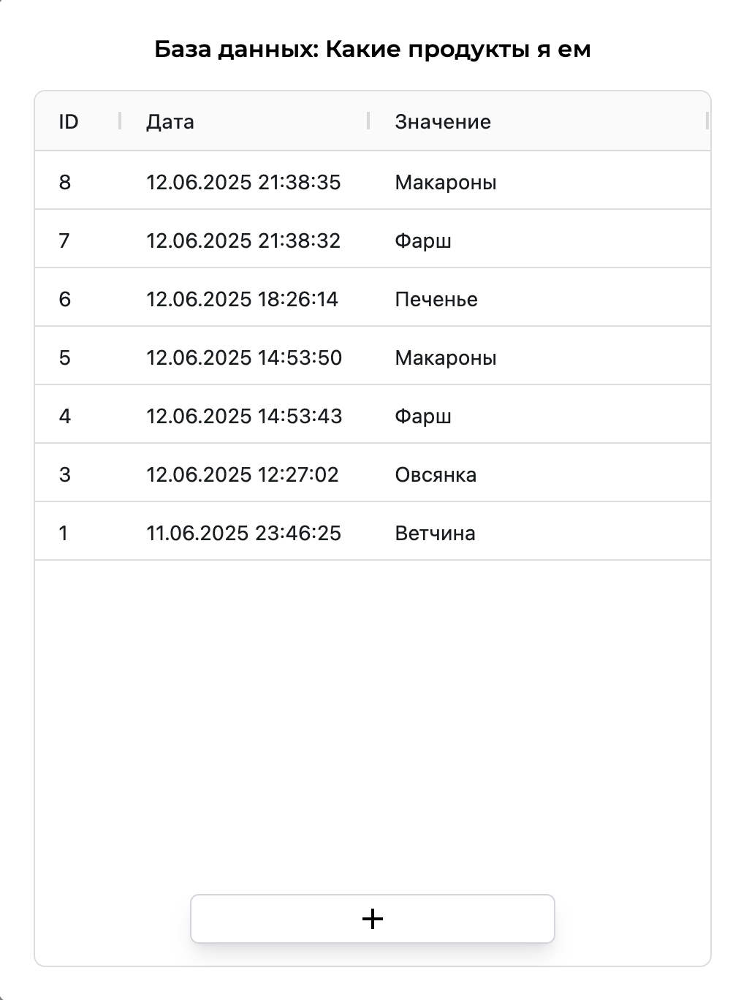 База данных: Какие продукты я ем
ID Дата Значение
8 12.06.2025 21:38:35 Макароны
7 12.06.2025 21:38:32 Фарш
6 12.06.2025 18:26:14 Печенье
5 12.06.2025 14:53:50 Макароны
4 12.06.2025 14:53:43 Фарш
3 12.06.2025 12:27:02 Овсянка
1 11.06.2025 23:46:25 Ветчина
+